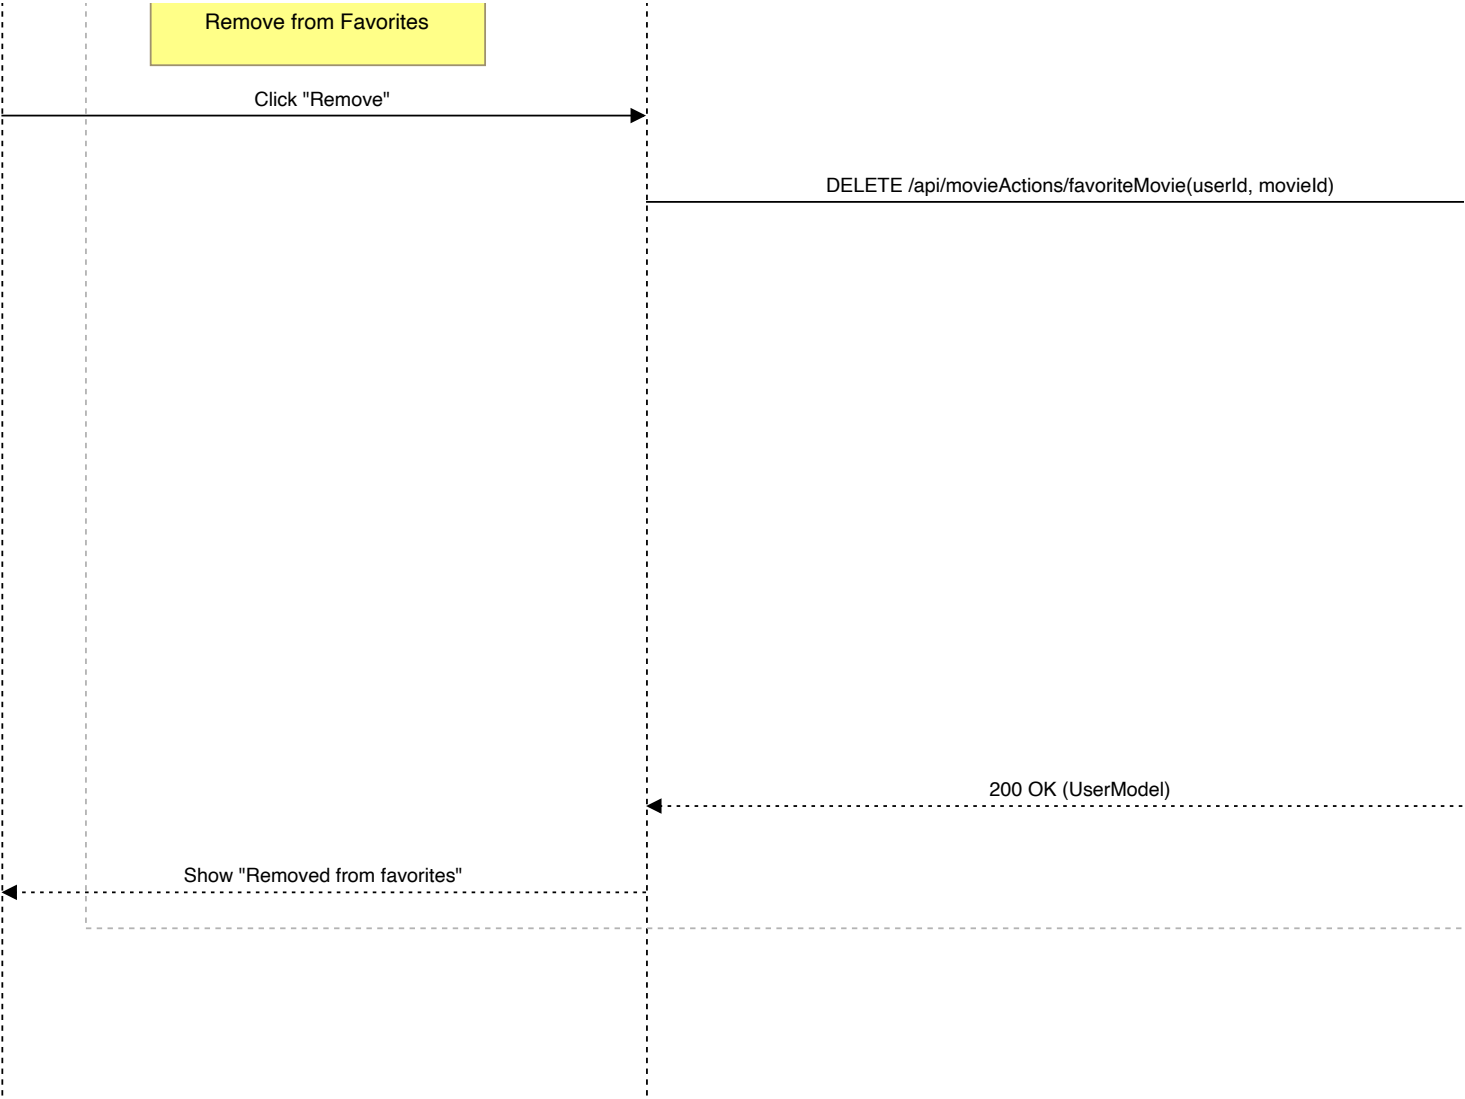 Remove from Favorites
Click "Remove"
DELETE /api/movieActions/favoriteMovie(userId, movieId)
200 OK (UserModel)
Show "Removed from favorites"